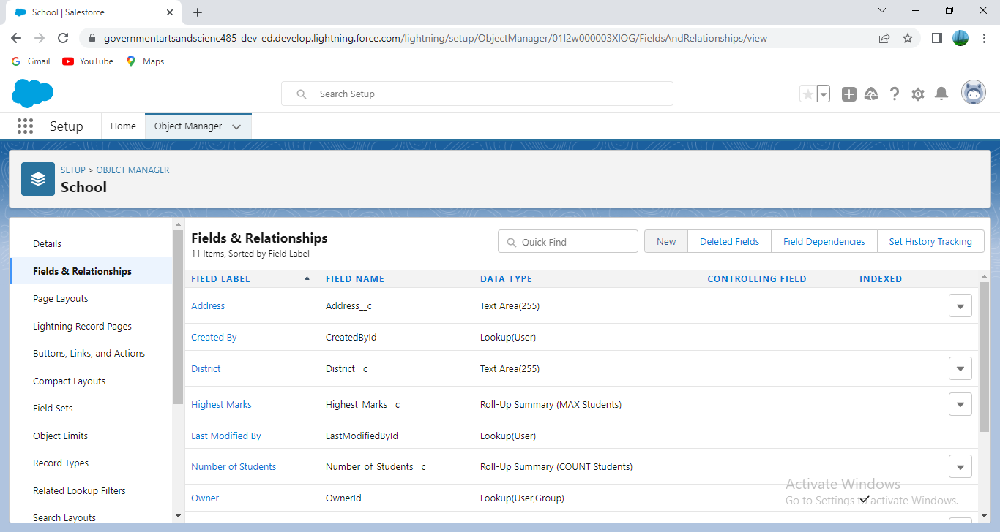 School | Salesforce
governmentartsandscienc485-dev-ed.develop.lightning.force.com/lightning/setup/ObjectManager/01I2w000003XlOG/FieldsAndRelationships/view
Gmail YouTube Maps
Search Setup
Setup Home Object Manager
SETUP > OBJECT MANAGER
School
Details
Fields & Relationships
Page Layouts
Lightning Record Pages
Buttons, Links, and Actions
Compact Layouts
Field Sets
Object Limits
Record Types
Related Lookup Filters
Search Layouts
Fields & Relationships
11 Items, Sorted by Field Label
Quick Find
New Deleted Fields Field Dependencies Set History Tracking
FIELD LABEL FIELD NAME DATA TYPE CONTROLLING FIELD INDEXED
Address Address__c Text Area(255)
Created By CreatedById Lookup(User)
District District__c Text Area(255)
Highest Marks Highest_Marks__c Roll-Up Summary (MAX Students)
Last Modified By LastModifiedById Lookup(User)
Number of Students Number_of_Students__c Roll-Up Summary (COUNT Students)
Owner OwnerId Lookup(User,Group)
Activate Windows
Go to Settings to activate Windows.